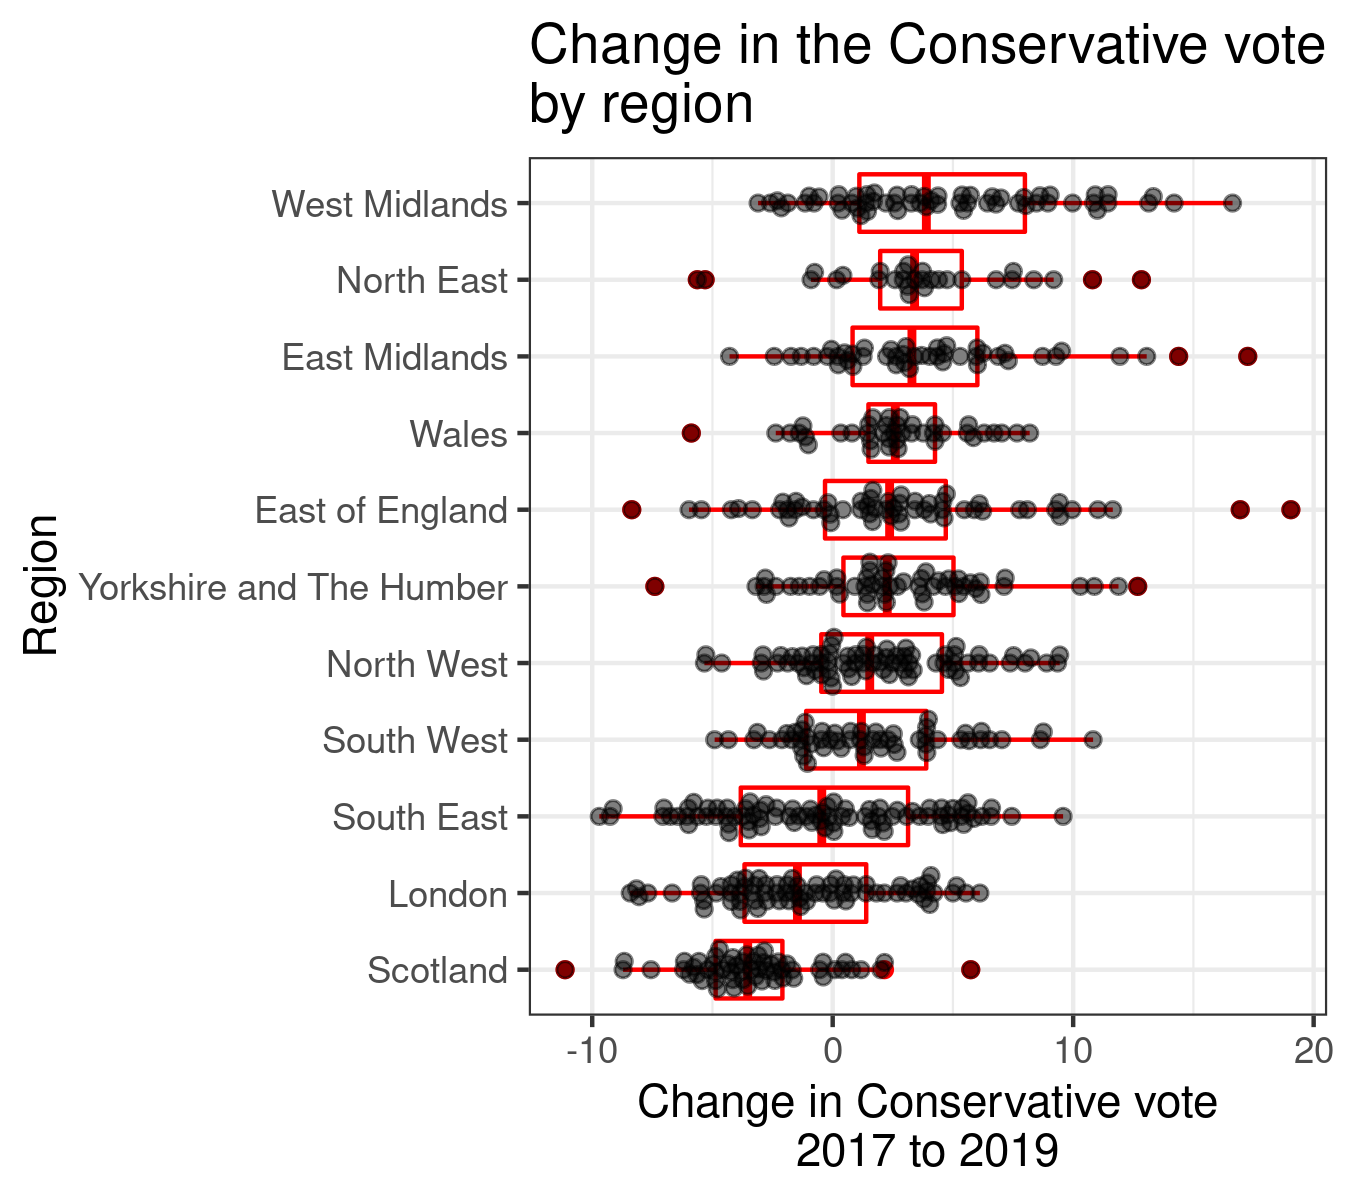 Change in the Conservative vote
by region
Region
West Midlands
North East
East Midlands
Wales
East of England
Yorkshire and The Humber
North West
South West
South East
London
Scotland
-10 0 10 20
Change in Conservative vote
2017 to 2019